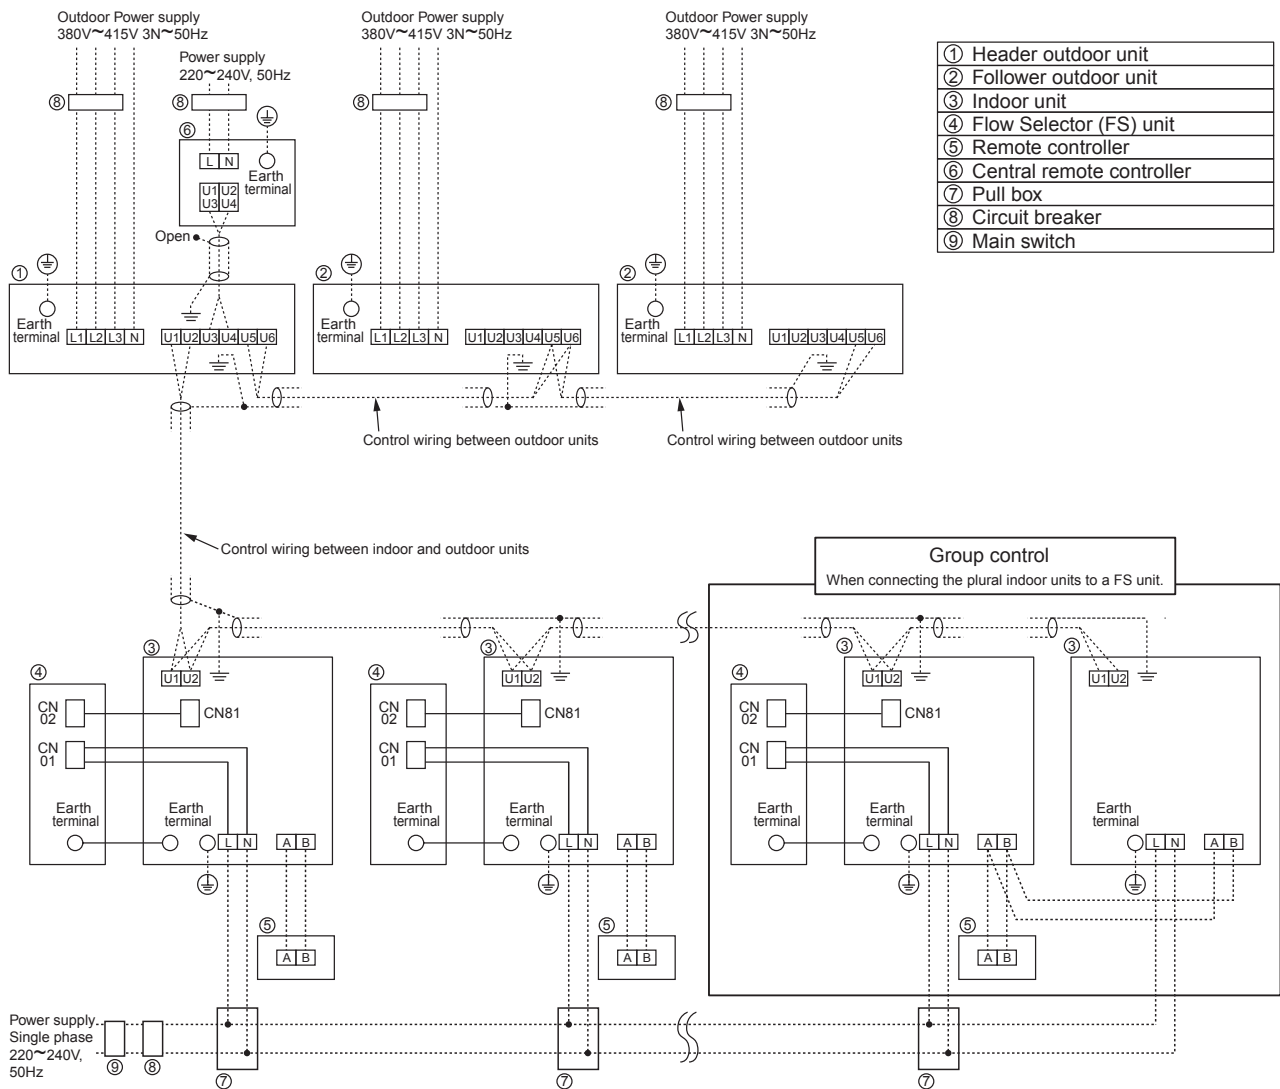 Outdoor Power supply
380V~415V 3N~50Hz
Outdoor Power supply
380V~415V 3N~50Hz
Outdoor Power supply
380V~415V 3N~50Hz
Power supply
220~240V, 50Hz
① Header outdoor unit
② Follower outdoor unit
③ Indoor unit
④ Flow Selector (FS) unit
⑤ Remote controller
⑥ Central remote controller
⑦ Pull box
⑧ Circuit breaker
⑨ Main switch
⑧
⑧
⑧
⑧
⑥
L N
Earth
terminal
U1 U2
U3 U4
Open
①
Earth
terminal
L1 L2 L3 N
U1 U2 U3 U4 U5 U6
②
Earth
terminal
L1 L2 L3 N
U1 U2 U3 U4 U5 U6
②
Earth
terminal
L1 L2 L3 N
U1 U2 U3 U4 U5 U6
Control wiring between outdoor units
Control wiring between outdoor units
Control wiring between indoor and outdoor units
Group control
When connecting the plural indoor units to a FS unit.
④
CN
02
CN
01
Earth
terminal
③
U1 U2
CN81
Earth
terminal
L N
A B
⑤
A B
④
CN
02
CN
01
Earth
terminal
③
U1 U2
CN81
Earth
terminal
L N
A B
⑤
A B
④
CN
02
CN
01
Earth
terminal
③
U1 U2
CN81
Earth
terminal
L N
A B
⑤
A B
③
U1 U2
Earth
terminal
L N
A B
Power supply
Single phase
220~240V,
50Hz
⑨
⑧
⑦
⑦
⑦